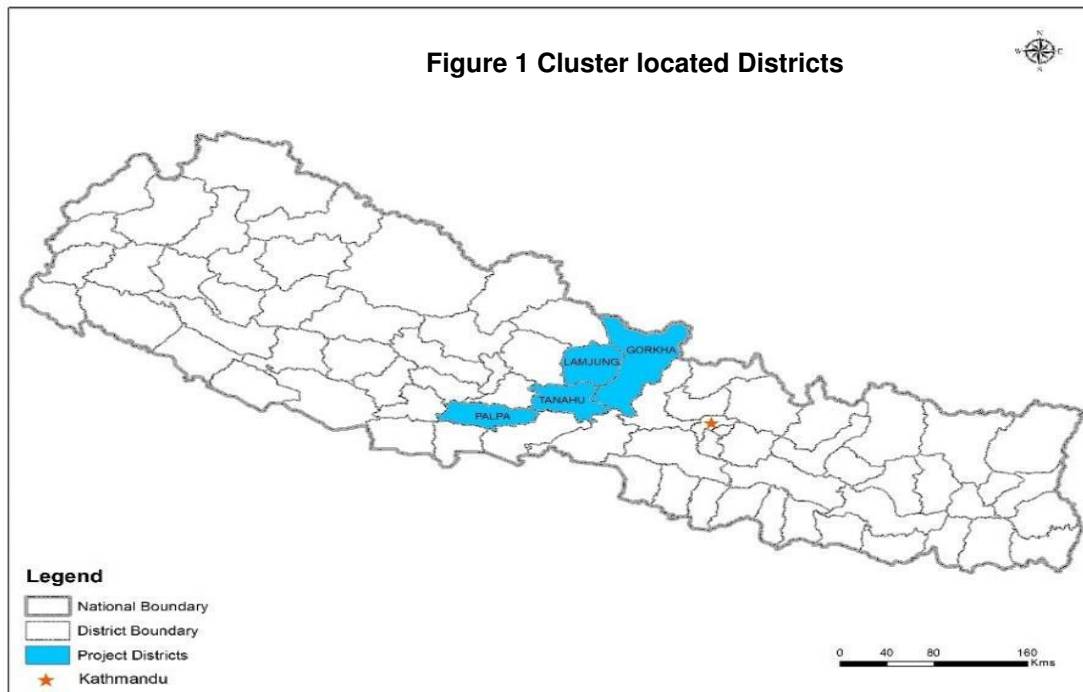 Figure 1 Cluster located Districts
N
W E
S
GORKHA
LAMJUNG
TANAHU
PALPA
Legend
National Boundary
District Boundary
Project Districts
Kathmandu
0 40 80 160
Kms